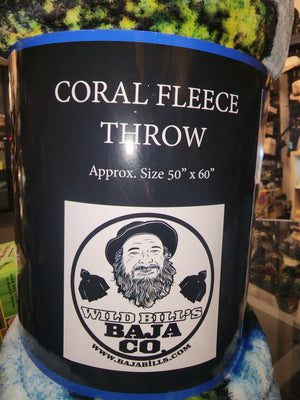 CORAL FLEECE
THROW
Approx. Size 50” x 60”
WILD BILL'S
BAJA
CO.
WWW.BAJABILLS.COM